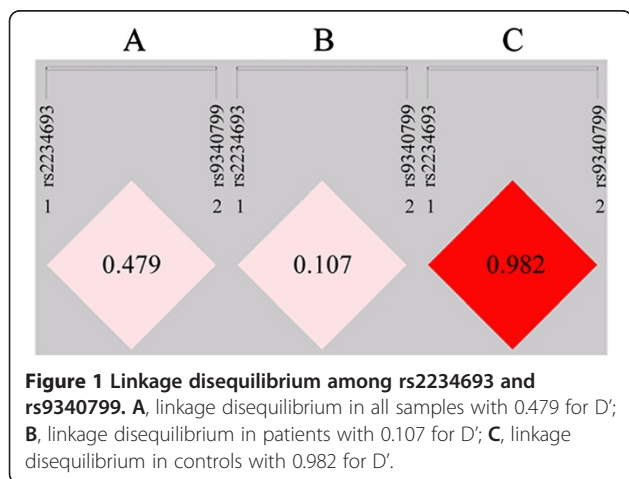 A B C
rs2234693 rs9340799 rs2234693 rs9340799 rs2234693 rs9340799
1 2 1 2 1 2
0.479 0.107 0.982
Figure 1 Linkage disequilibrium among rs2234693 and
rs9340799. A, linkage disequilibrium in all samples with 0.479 for D’;
B, linkage disequilibrium in patients with 0.107 for D’; C, linkage
disequilibrium in controls with 0.982 for D’.